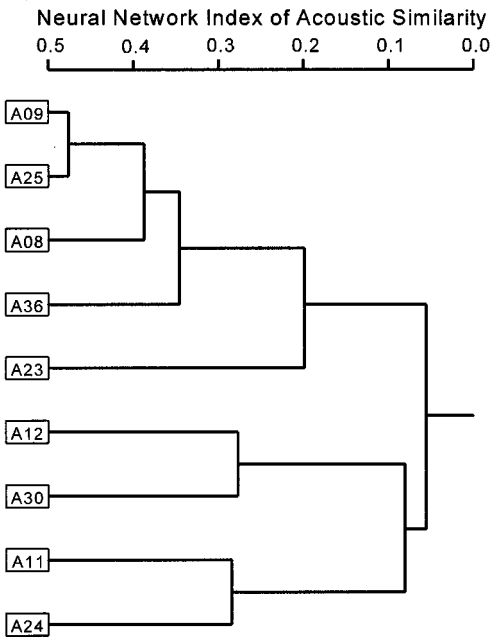 Neural Network Index of Acoustic Similarity
0.5 0.4 0.3 0.2 0.1 0.0
A09
A25
A08
A36
A23
A12
A30
A11
A24